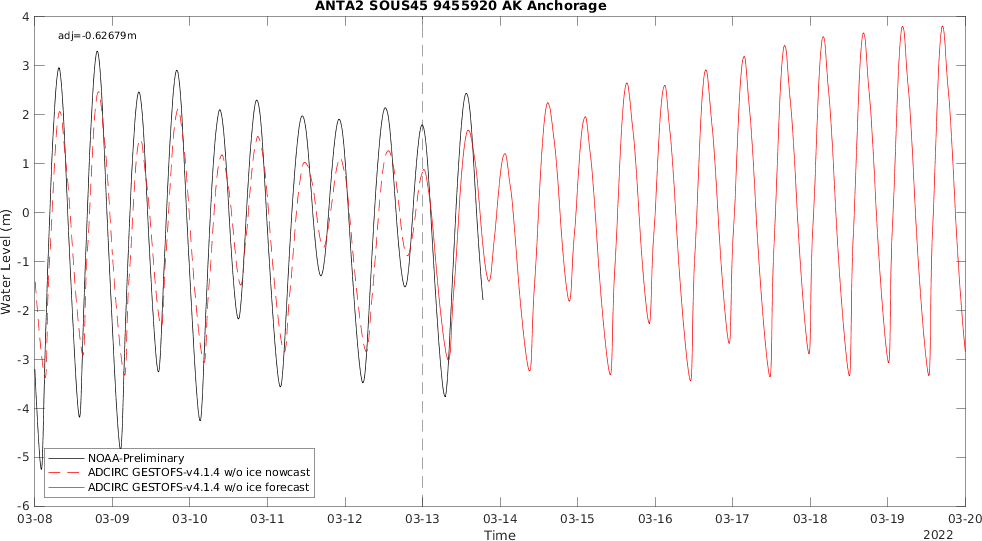 ANTA2 SOUS45 9455920 AK Anchorage
adj=-0.62679m
4
3
2
1
0
-1
-2
-3
-4
-5
-6
Water Level (m)
NOAA-Preliminary
ADCIRC GESTOFS-v4.1.4 w/o ice nowcast
ADCIRC GESTOFS-v4.1.4 w/o ice forecast
03-08 03-09 03-10 03-11 03-12 03-13 03-14 03-15 03-16 03-17 03-18 03-19 03-20
Time
2022